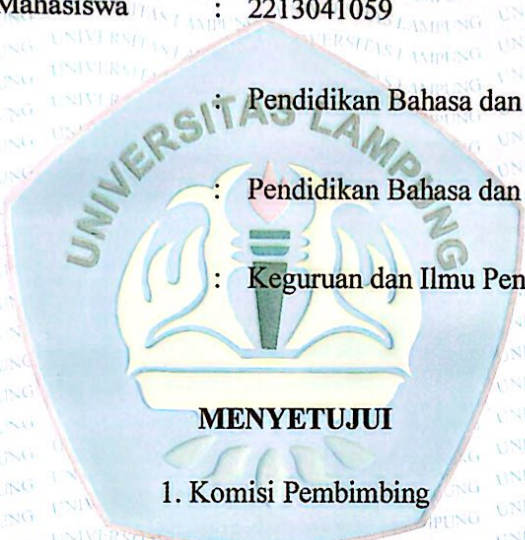 Mahasiswa : 2213041059
: Pendidikan Bahasa dan
: Pendidikan Bahasa dan
: Keguruan dan Ilmu Pen
UNIVERSITAS LAMPUNG
MENYETUJUI
1. Komisi Pembimbing